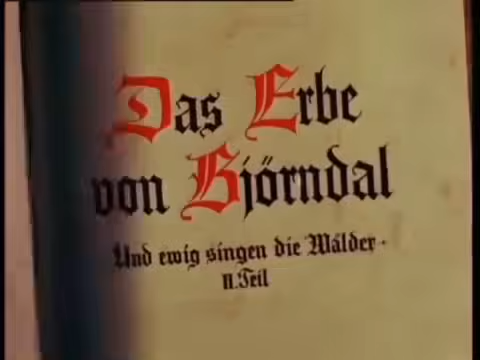 Das Erbe
von Björndal
Und ewig singen die Wälder -
II. Teil